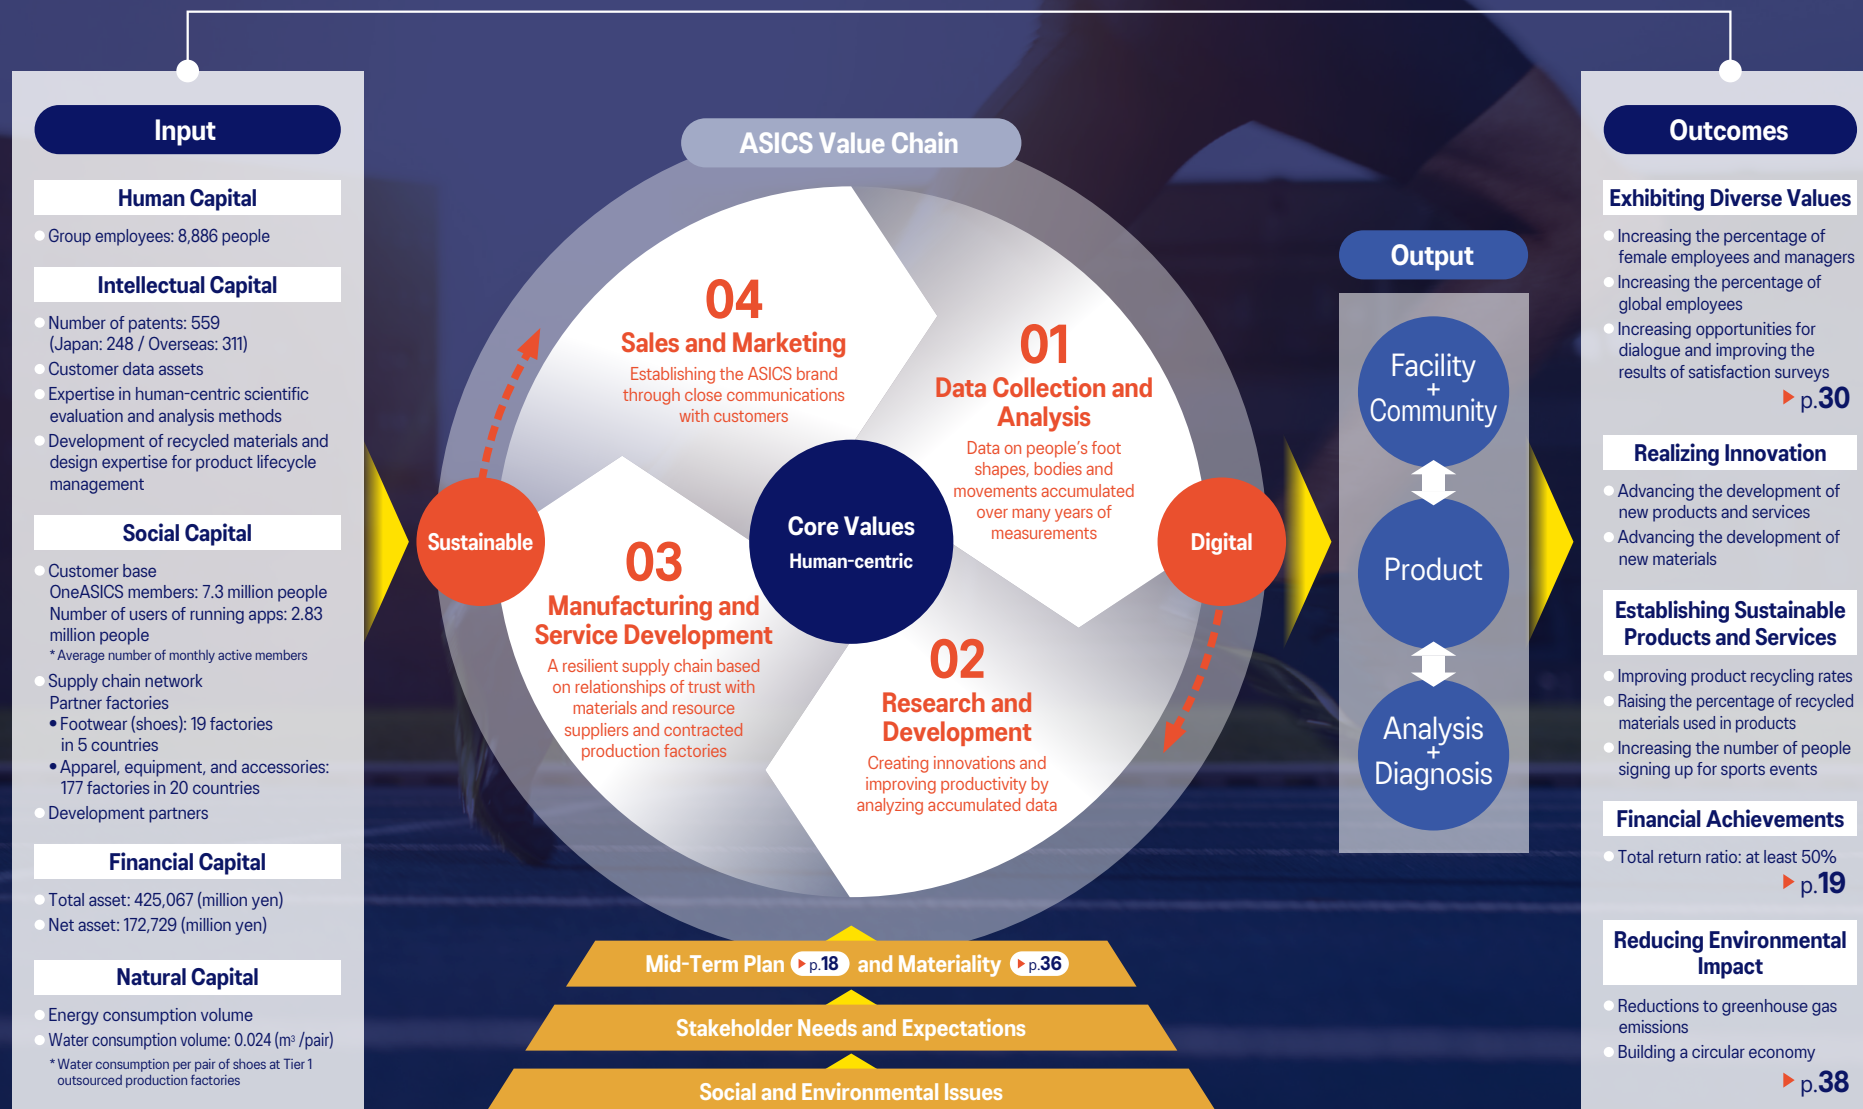 Input
Human Capital
Group employees: 8,886 people
Intellectual Capital
Number of patents: 559
(Japan: 248 / Overseas: 311)
Customer data assets
Expertise in human-centric scientific
evaluation and analysis methods
Development of recycled materials and
design expertise for product lifecycle
management
Social Capital
Customer base
OneASICS members: 7.3 million people
Number of users of running apps: 2.83
million people
* Average number of monthly active members
Supply chain network
Partner factories
• Footwear (shoes): 19 factories
in 5 countries
• Apparel, equipment, and accessories:
177 factories in 20 countries
Development partners
Financial Capital
Total asset: 425,067 (million yen)
Net asset: 172,729 (million yen)
Natural Capital
Energy consumption volume
Water consumption volume: 0.024 (m³ /pair)
* Water consumption per pair of shoes at Tier 1
outsourced production factories
ASICS Value Chain
04
Sales and Marketing
Establishing the ASICS brand
through close communications
with customers
01
Data Collection and
Analysis
Data on people's foot
shapes, bodies and
movements accumulated
over many years of
measurements
Sustainable
Core Values
Human-centric
Digital
03
Manufacturing and
Service Development
A resilient supply chain based
on relationships of trust with
materials and resource
suppliers and contracted
production factories
02
Research and
Development
Creating innovations and
improving productivity by
analyzing accumulated data
Mid-Term Plan p.18 and Materiality p.36
Stakeholder Needs and Expectations
Social and Environmental Issues
Output
Facility
+
Community
Product
Analysis
+
Diagnosis
Outcomes
Exhibiting Diverse Values
Increasing the percentage of
female employees and managers
Increasing the percentage of
global employees
Increasing opportunities for
dialogue and improving the
results of satisfaction surveys
p.30
Realizing Innovation
Advancing the development of
new products and services
Advancing the development of
new materials
Establishing Sustainable
Products and Services
Improving product recycling rates
Raising the percentage of recycled
materials used in products
Increasing the number of people
signing up for sports events
Financial Achievements
Total return ratio: at least 50%
p.19
Reducing Environmental
Impact
Reductions to greenhouse gas
emissions
Building a circular economy
p.38